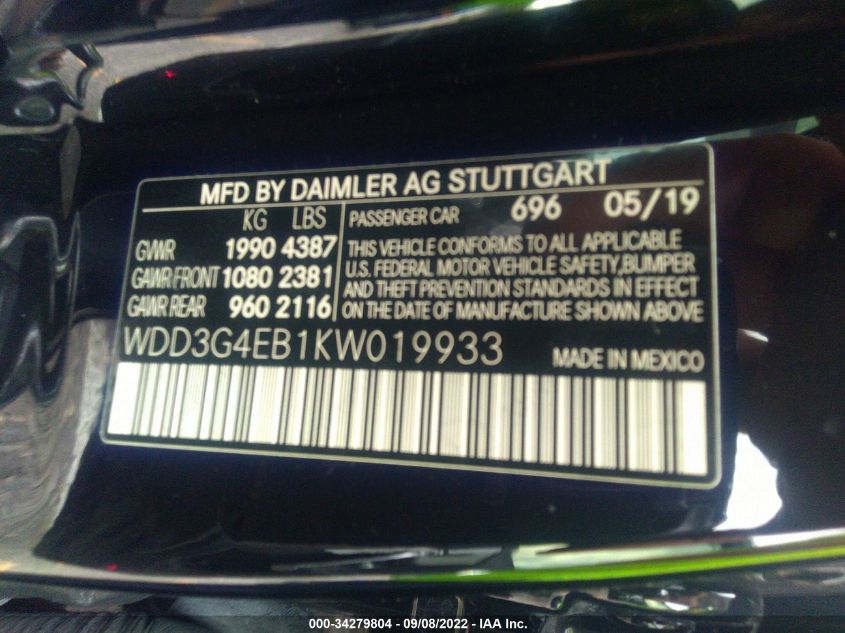 MFD BY DAIMLER AG STUTTGART
KG LBS
GVWR 1990 4387
GAWR FRONT 1080 2381
GAWR REAR 960 2116
PASSENGER CAR 696 05/19
THIS VEHICLE CONFORMS TO ALL APPLICABLE
U.S. FEDERAL MOTOR VEHICLE SAFETY,BUMPER
AND THEFT PREVENTION STANDARDS IN EFFECT
ON THE DATE OF MANUFACTURE SHOWN ABOVE
WDD3G4EB1KW019933 MADE IN MEXICO
000-34279804 - 09/08/2022 - IAA Inc.